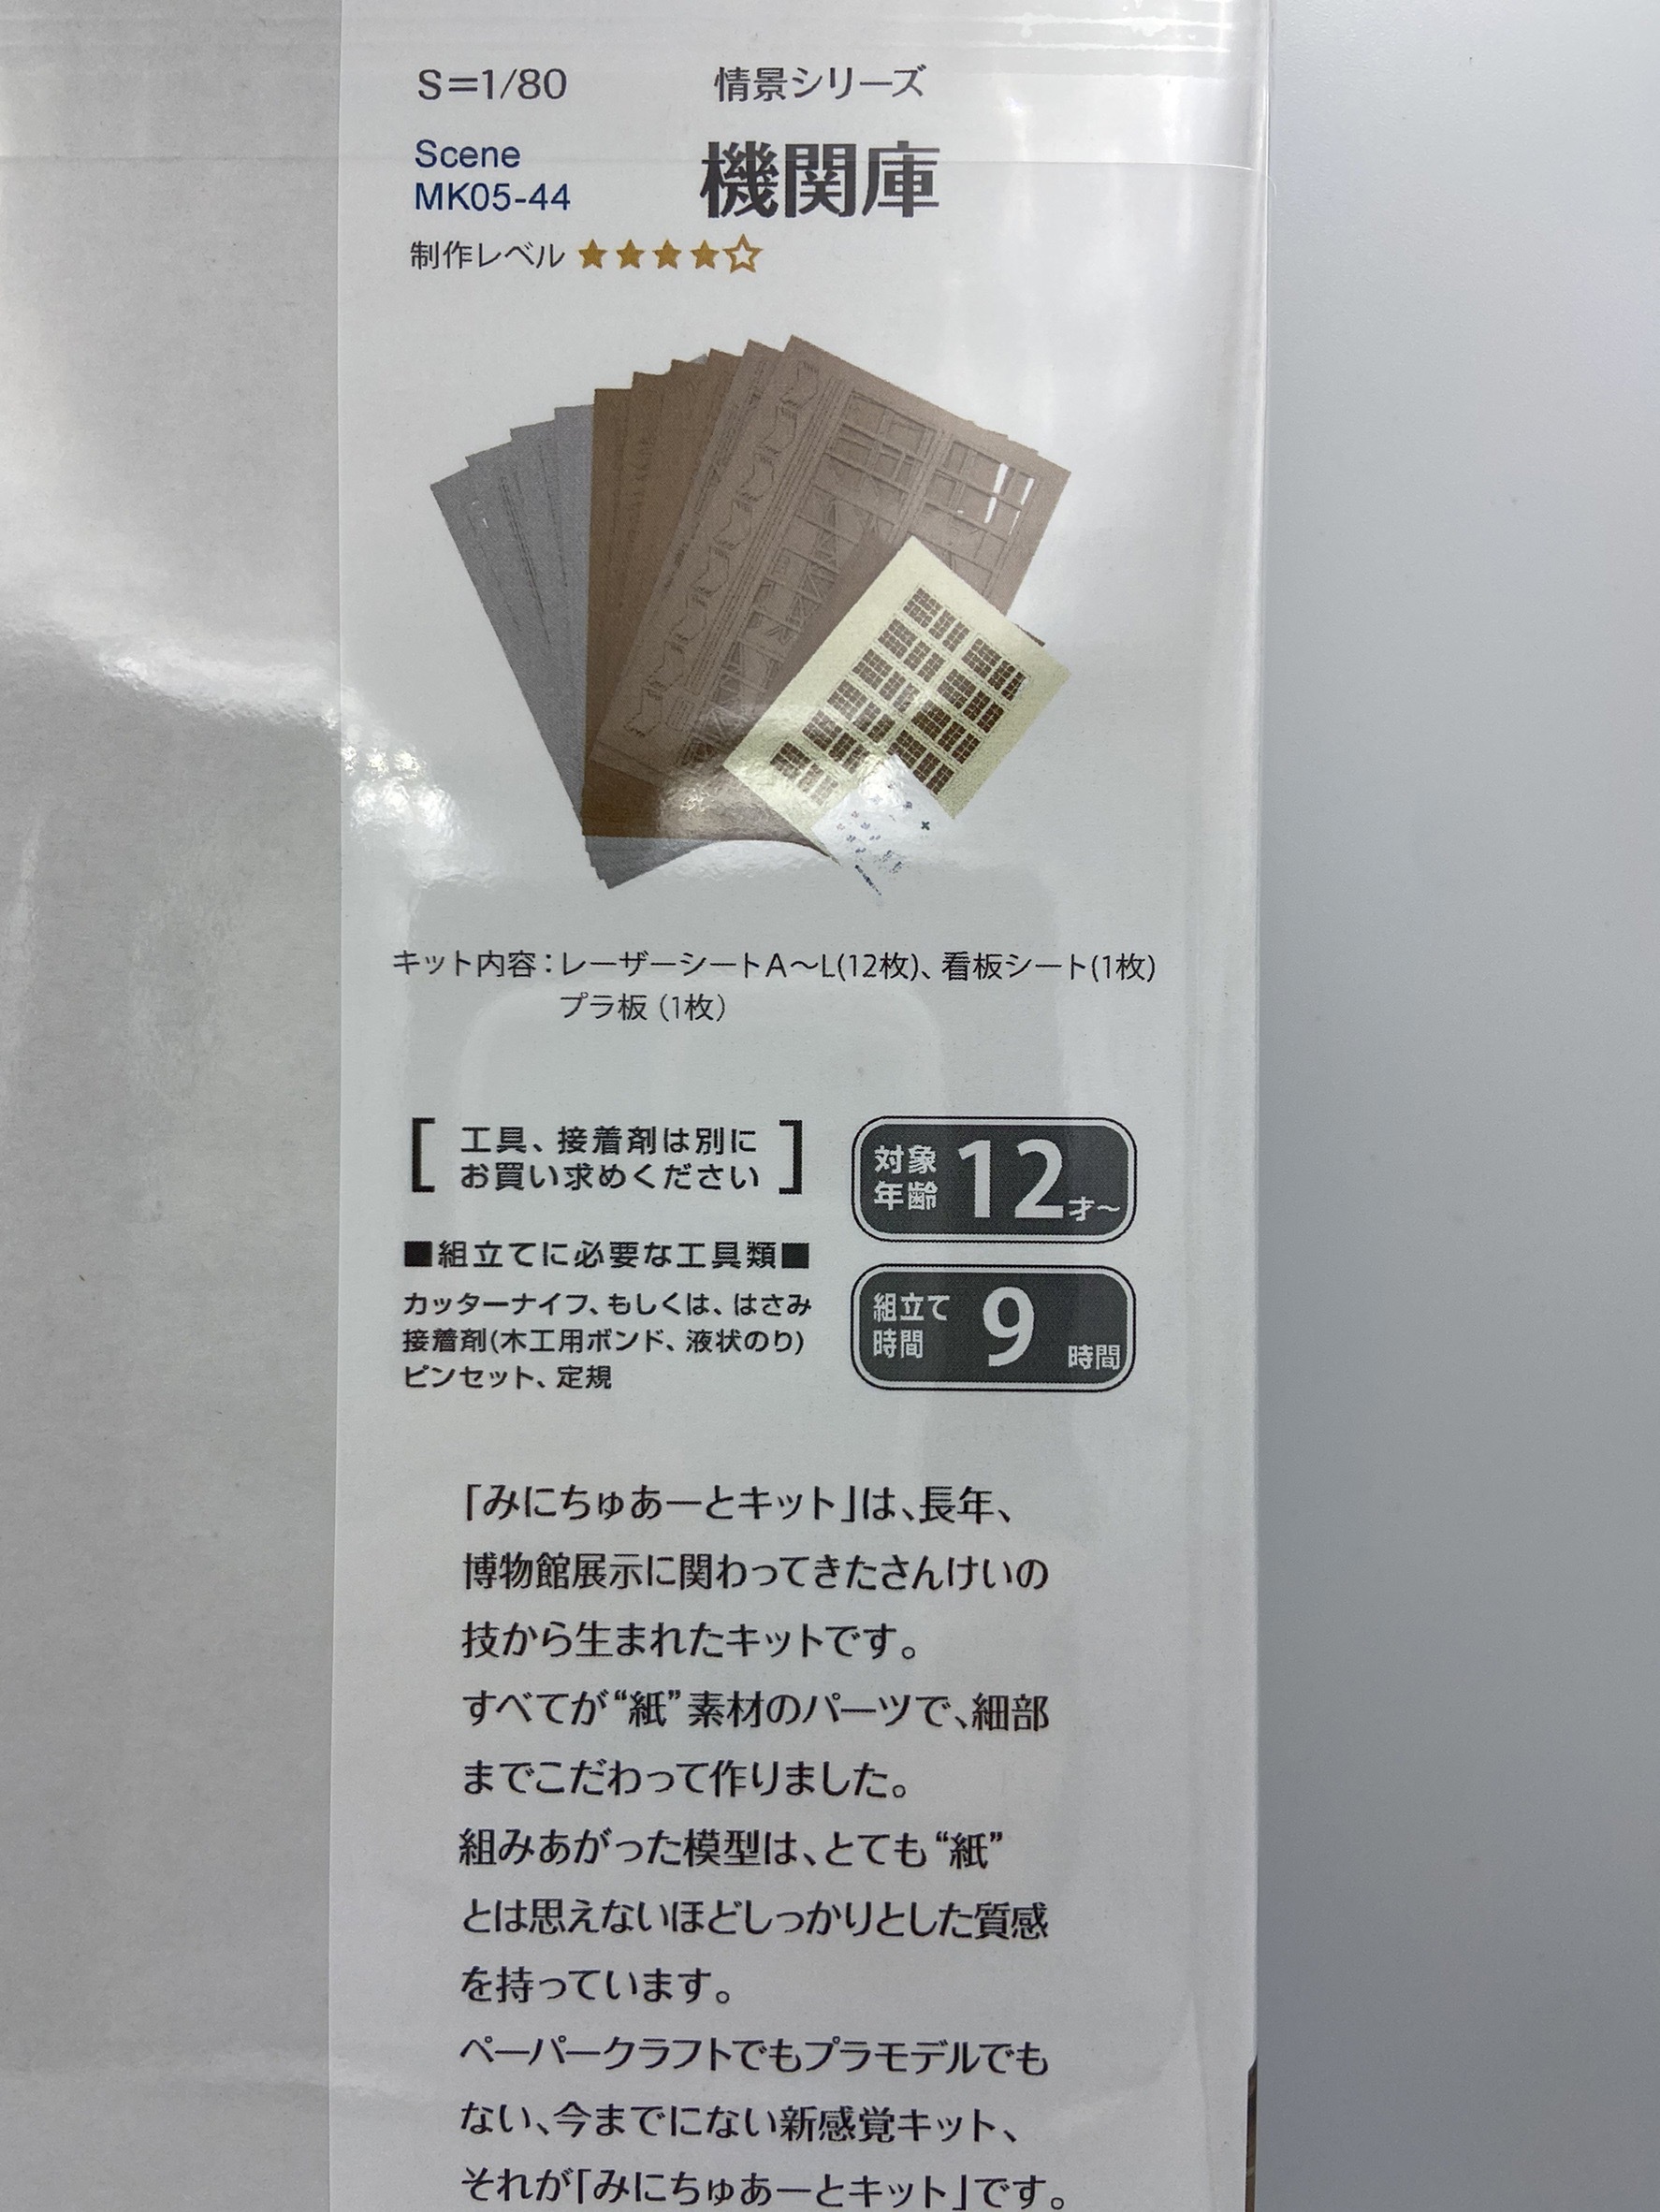 S=1/80
情景シリーズ
Scene
MK05-44
機関庫
制作レベル ★★★★☆
キット内容：レーザーシートA～L(12枚)、看板シート(1枚)
プラ板（1枚）
[ 工具、接着剤は別に
お買い求めください ]
対象
年齢 12才～
■組立てに必要な工具類■
カッターナイフ、もしくは、はさみ
接着剤(木工用ボンド、液状のり)
ピンセット、定規
組立て
時間 9 時間
「みにちゅあーとキット」は、長年、
博物館展示に関わってきたさんけいの
技から生まれたキットです。
すべてが“紙”素材のパーツで、細部
までこだわって作りました。
組みあがった模型は、とても“紙”
とは思えないほどしっかりとした質感
を持っています。
ペーパークラフトでもプラモデルでも
ない、今までにない新感覚キット、
それが「みにちゅあーとキット」です。